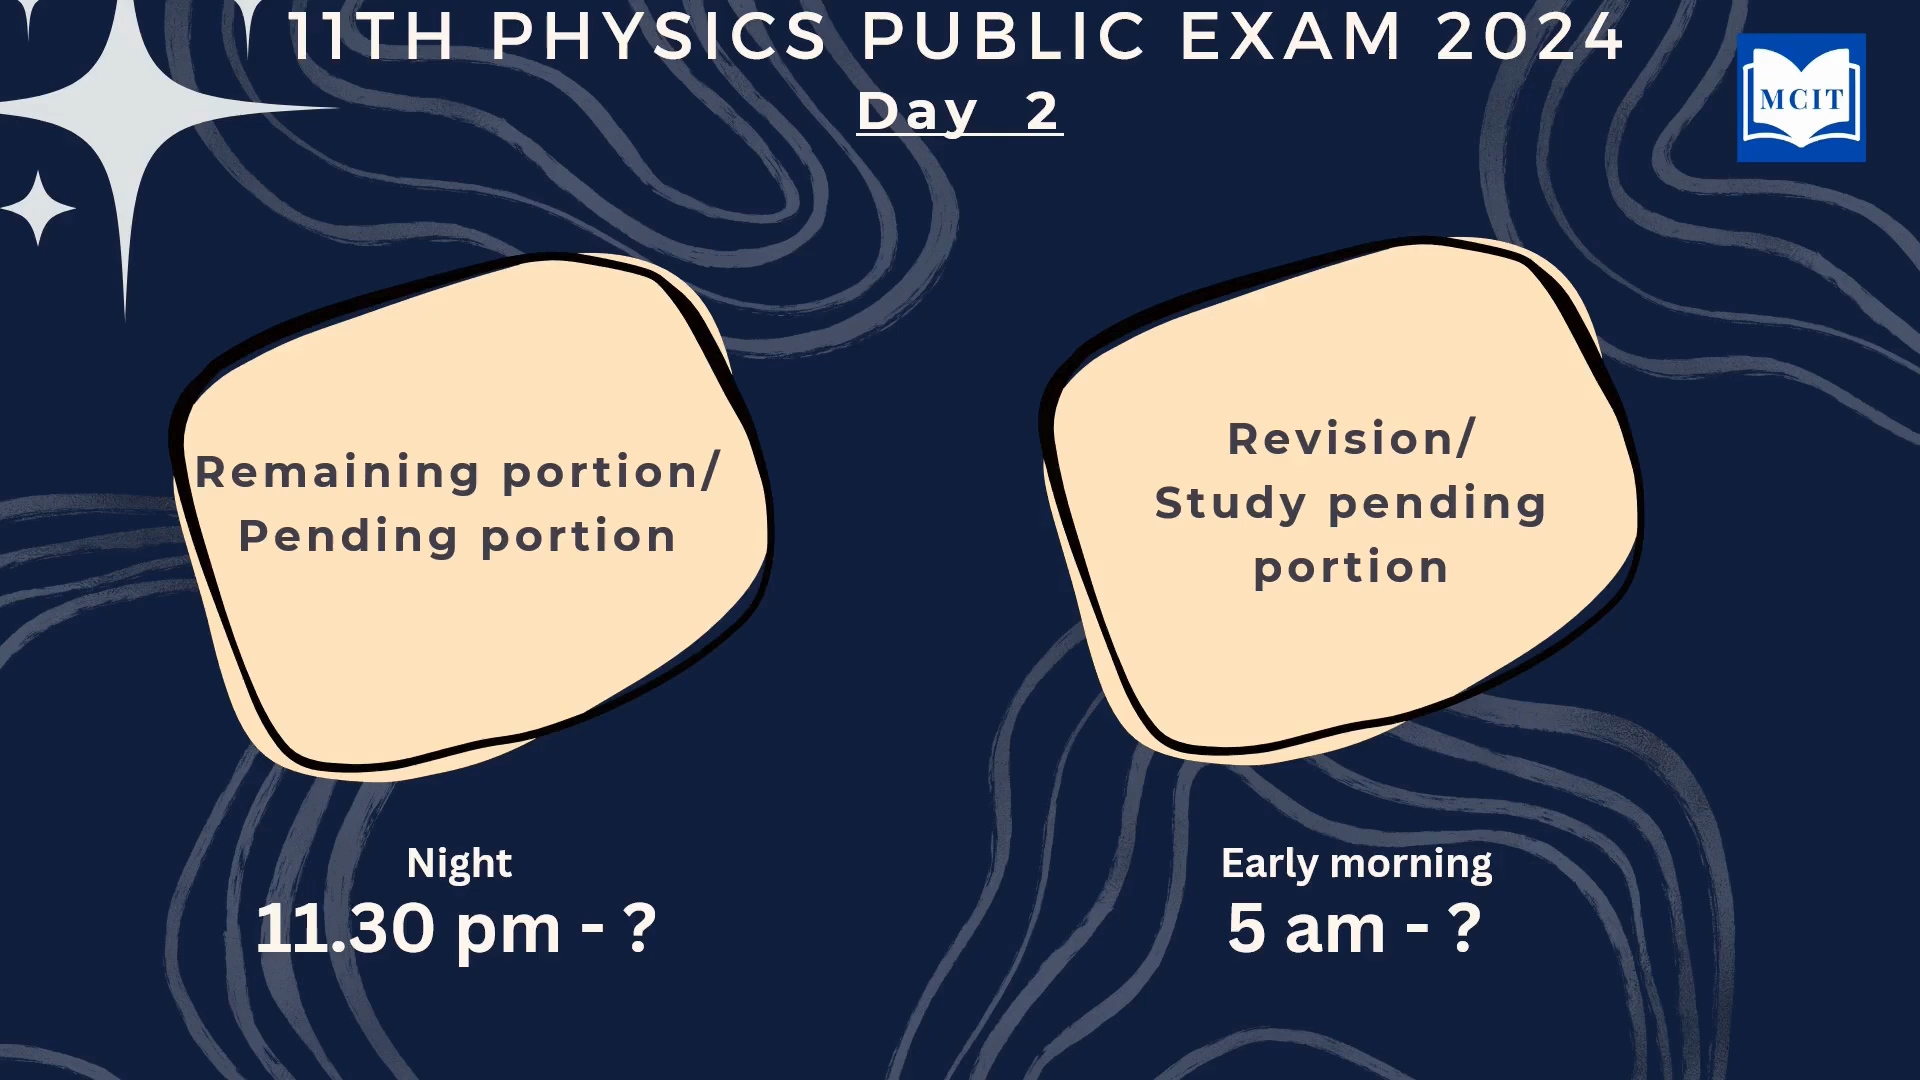 11TH PHYSICS PUBLIC EXAM 2024
Day 2
MCIT
Remaining portion/
Pending portion
Revision/
Study pending
portion
Night
11.30 pm - ?
Early morning
5 am - ?